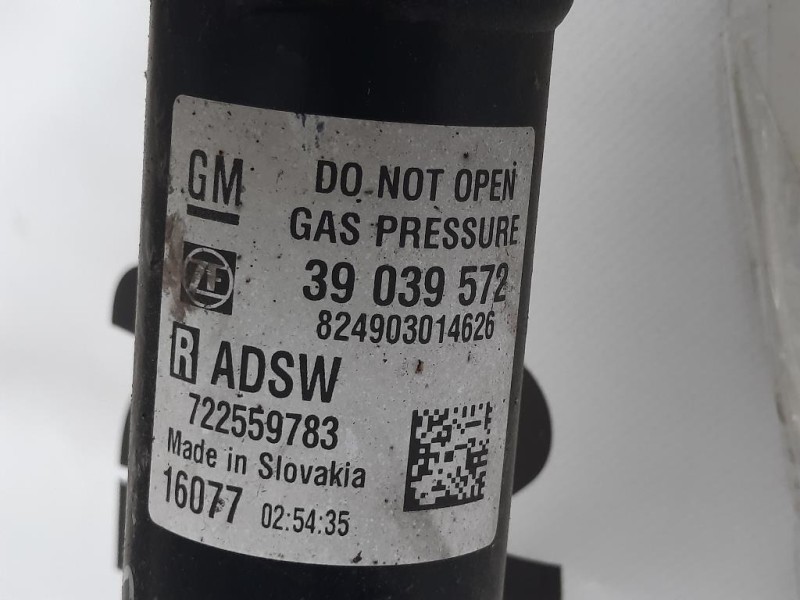 GM
DO NOT OPEN
GAS PRESSURE
ZF
39 039 572
824903014626
R ADSW
722559783
Made in Slovakia
16077 02:54:35